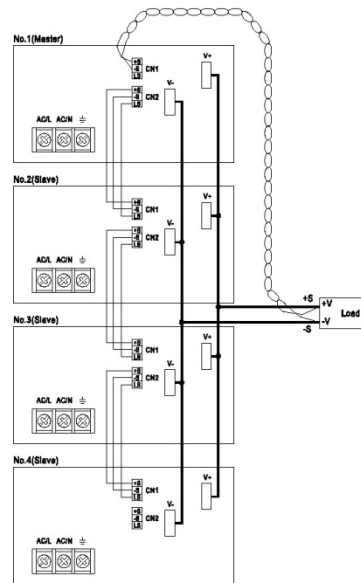 No.1(Master)
+S
-S
LS
CN1
+S
-S
LS
CN2
V-
V+
AC/L AC/N ⏚
No.2(Slave)
+S
-S
LS
CN1
+S
-S
LS
CN2
V-
V+
AC/L AC/N ⏚
+S
+V
-V
-S
Load
No.3(Slave)
+S
-S
LS
CN1
+S
-S
LS
CN2
V-
V+
AC/L AC/N ⏚
No.4(Slave)
+S
-S
LS
CN1
+S
-S
LS
CN2
V-
V+
AC/L AC/N ⏚